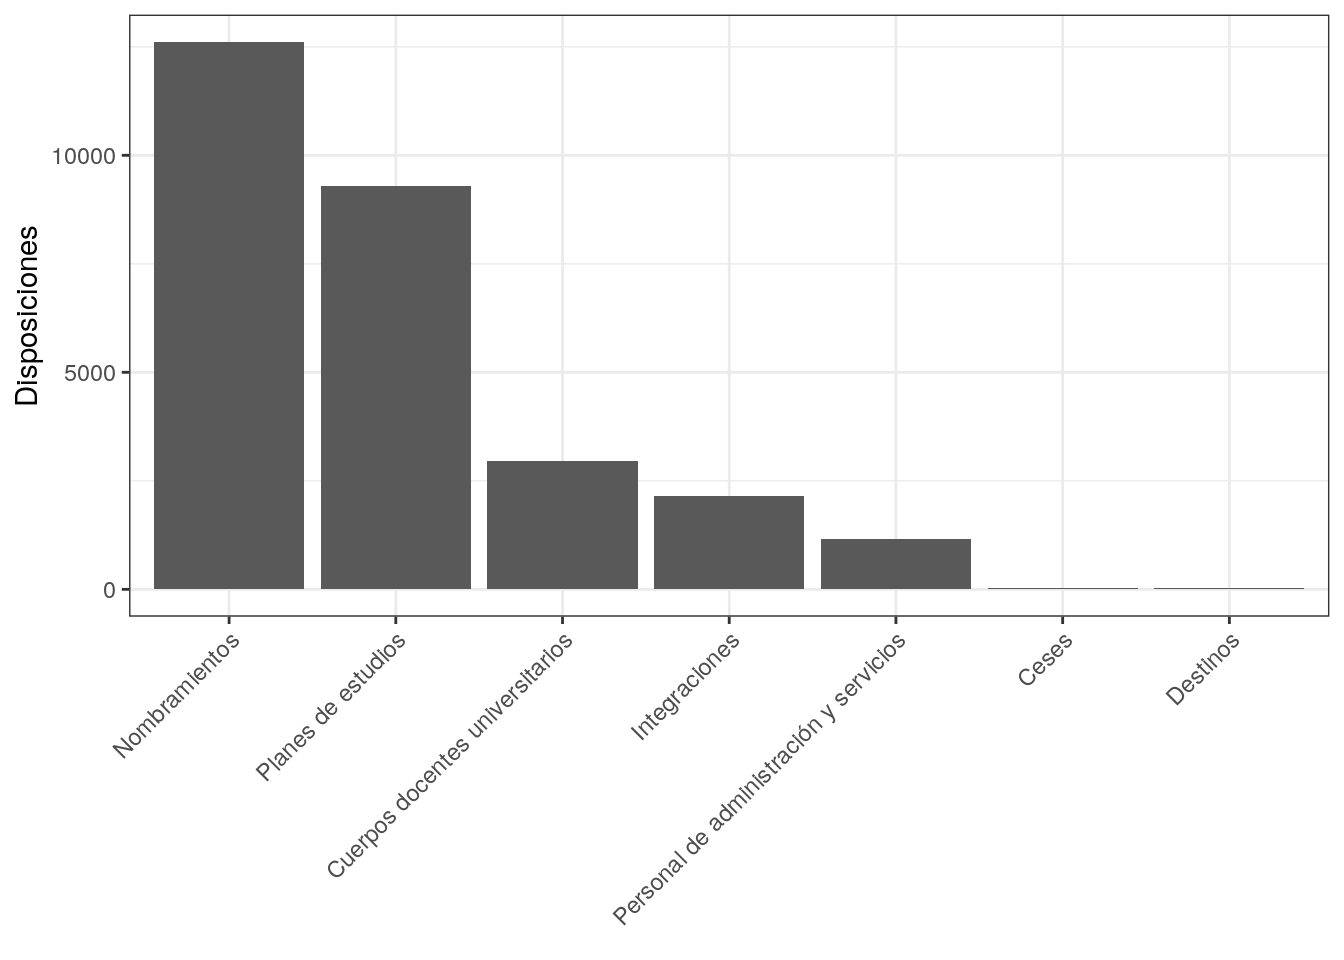 Disposiciones
10000
5000
0
Nombramientos
Planes de estudios
Cuerpos docentes universitarios
Integraciones
Personal de administración y servicios
Ceses
Destinos